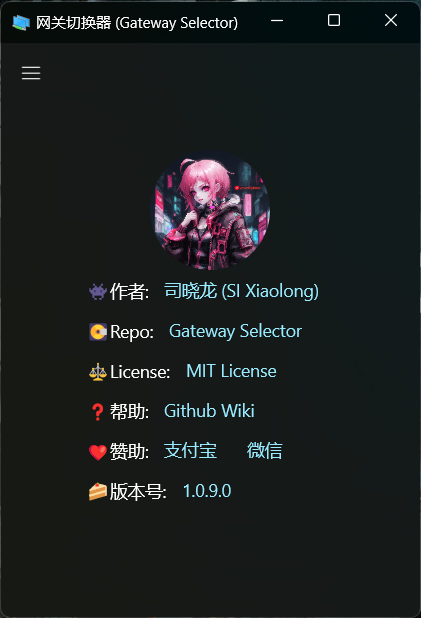 网关切换器 (Gateway Selector)
作者: 司晓龙 (SI Xiaolong)
Repo: Gateway Selector
License: MIT License
帮助: Github Wiki
赞助: 支付宝 微信
版本号: 1.0.9.0